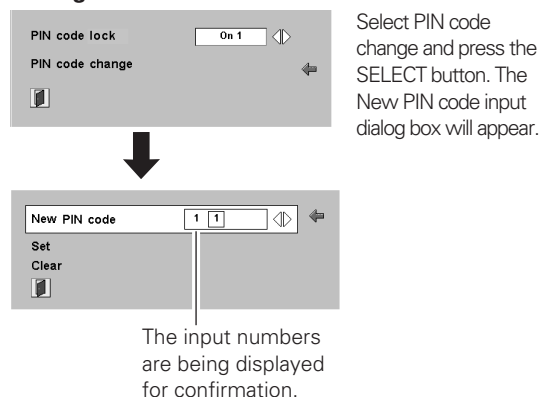 PIN code lock On 1
PIN code change
Select PIN code
change and press the
SELECT button. The
New PIN code input
dialog box will appear.
New PIN code 1 1
Set
Clear
The input numbers
are being displayed
for confirmation.